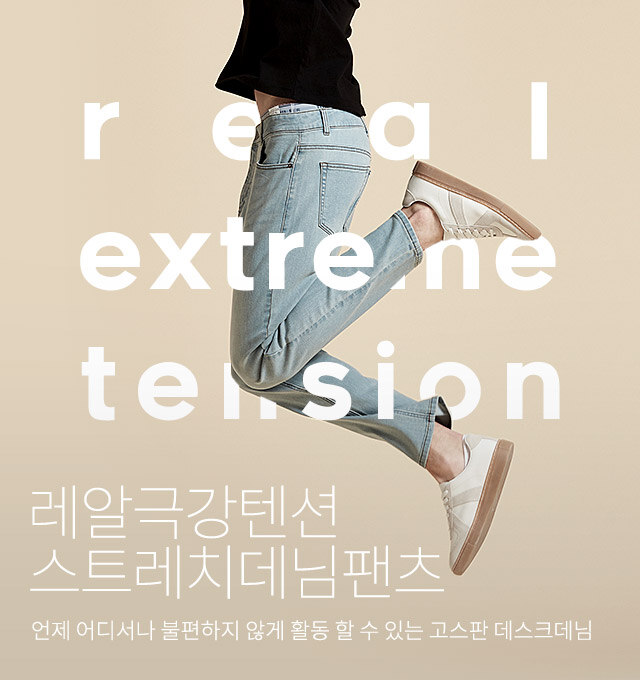 real
extreme
tension
레알극강텐션
스트레치데님팬츠
언제 어디서나 불편하지 않게 활동 할 수 있는 고스판 데스크데님